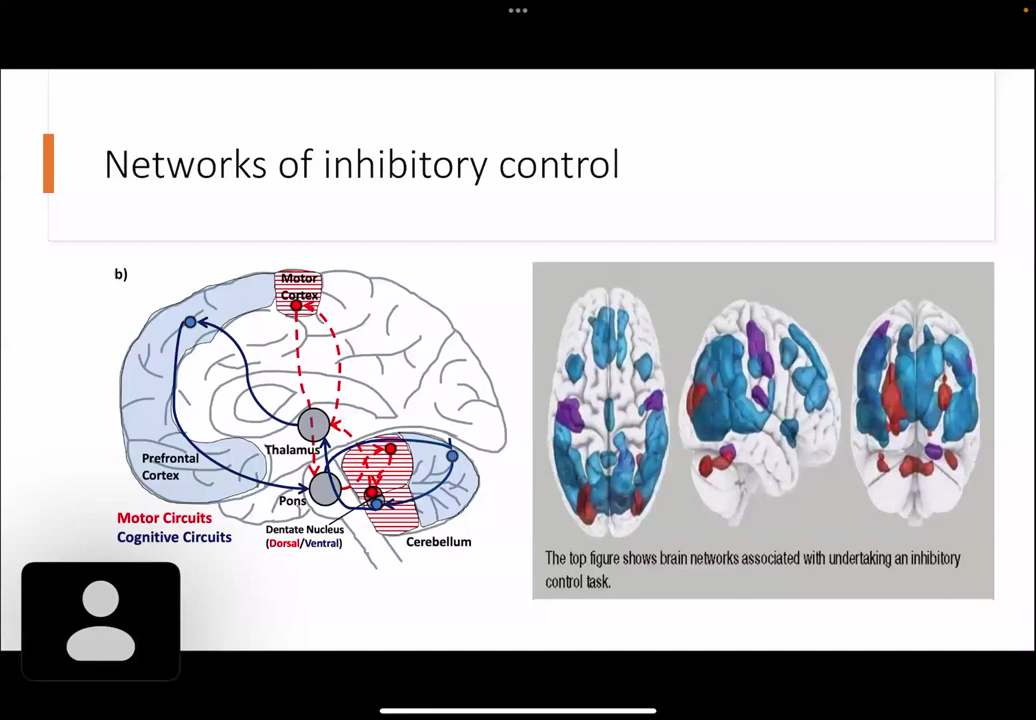 Networks of inhibitory control
b)
Motor
Cortex
Thalamus
Prefrontal
Cortex
Pons
Motor Circuits
Cognitive Circuits
Dentate Nucleus
(Dorsal/Ventral)
Cerebellum
The top figure shows brain networks associated with undertaking an inhibitory
control task.